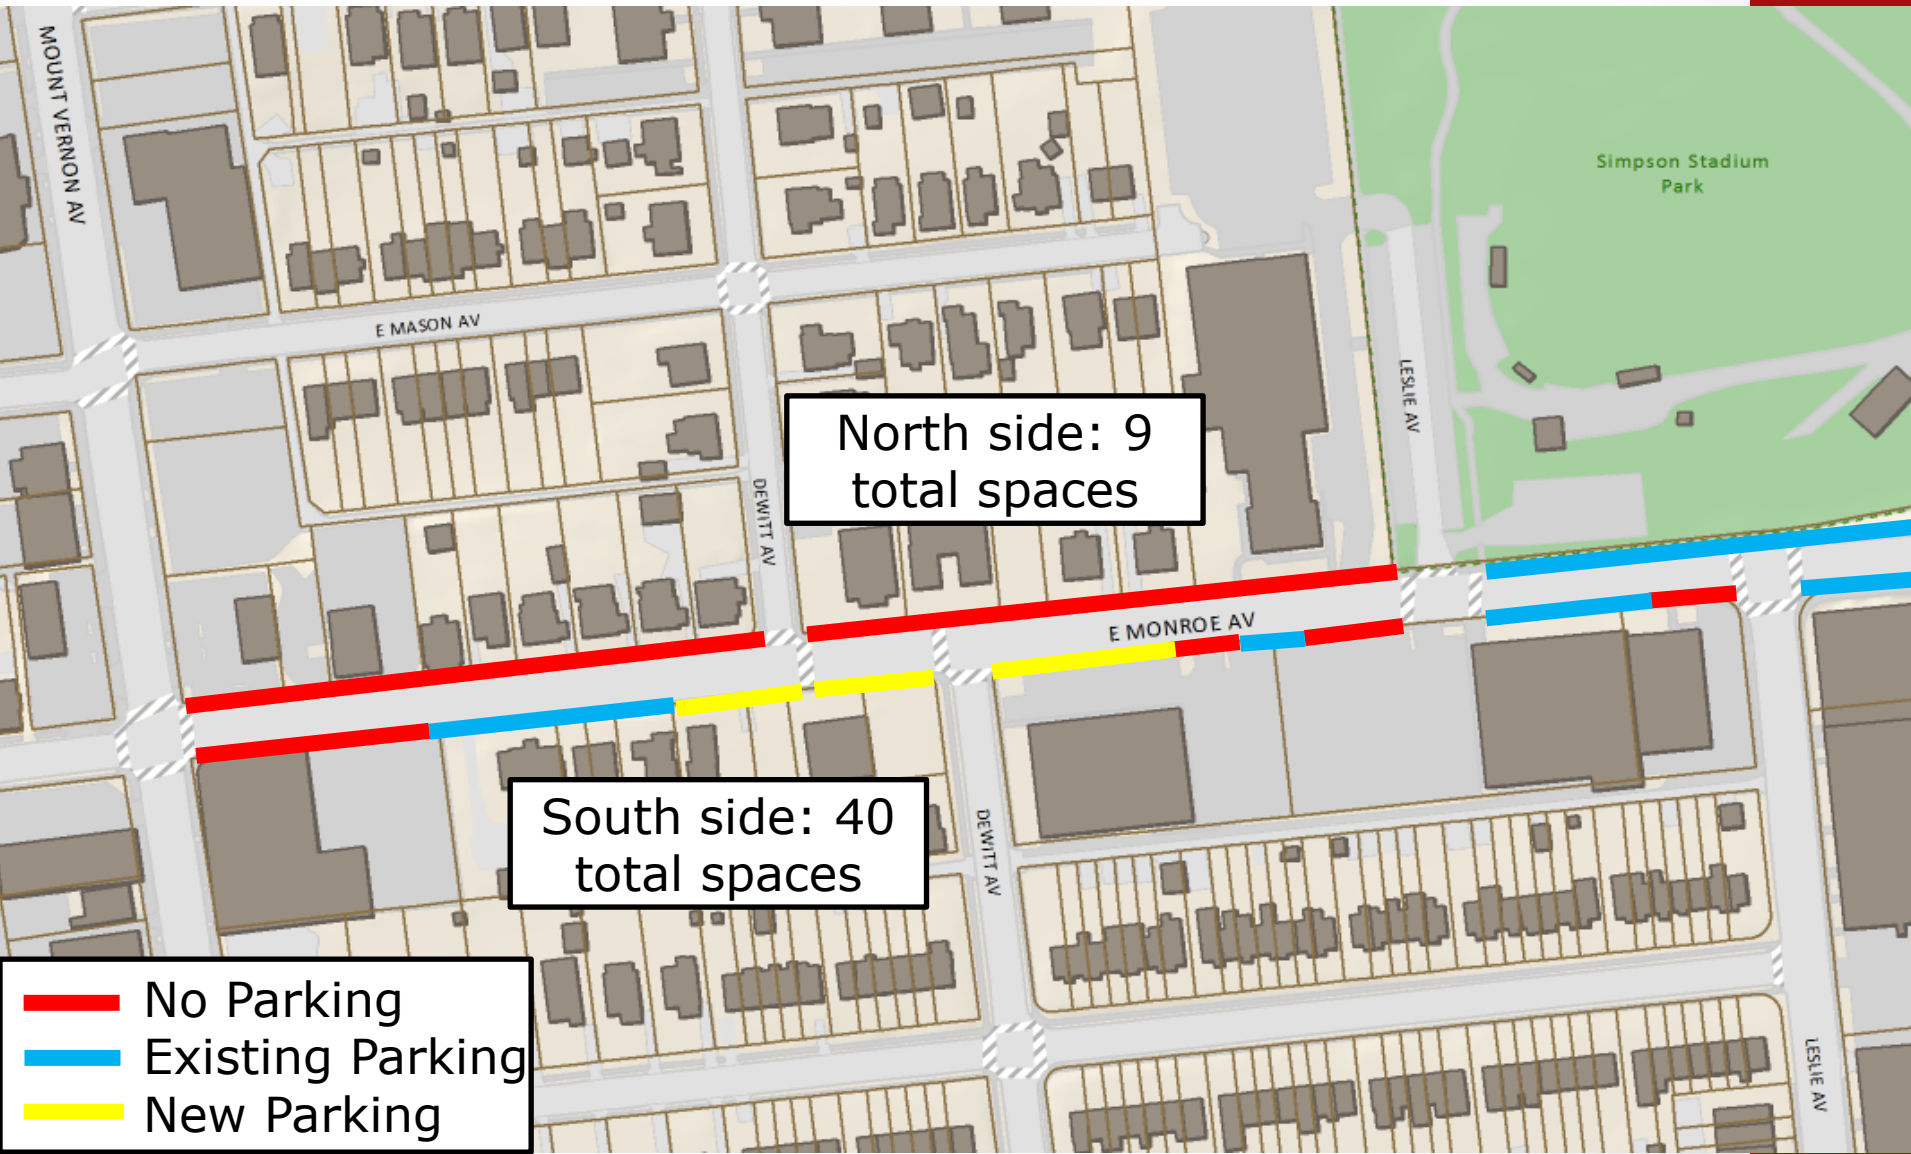 MOUNT VERNON AV
Simpson Stadium
Park
E MASON AV
LESLIE AV
North side: 9
total spaces
DEWITT AV
E MONROE AV
South side: 40
total spaces
DEWITT AV
No Parking
Existing Parking
New Parking
LESLIE AV